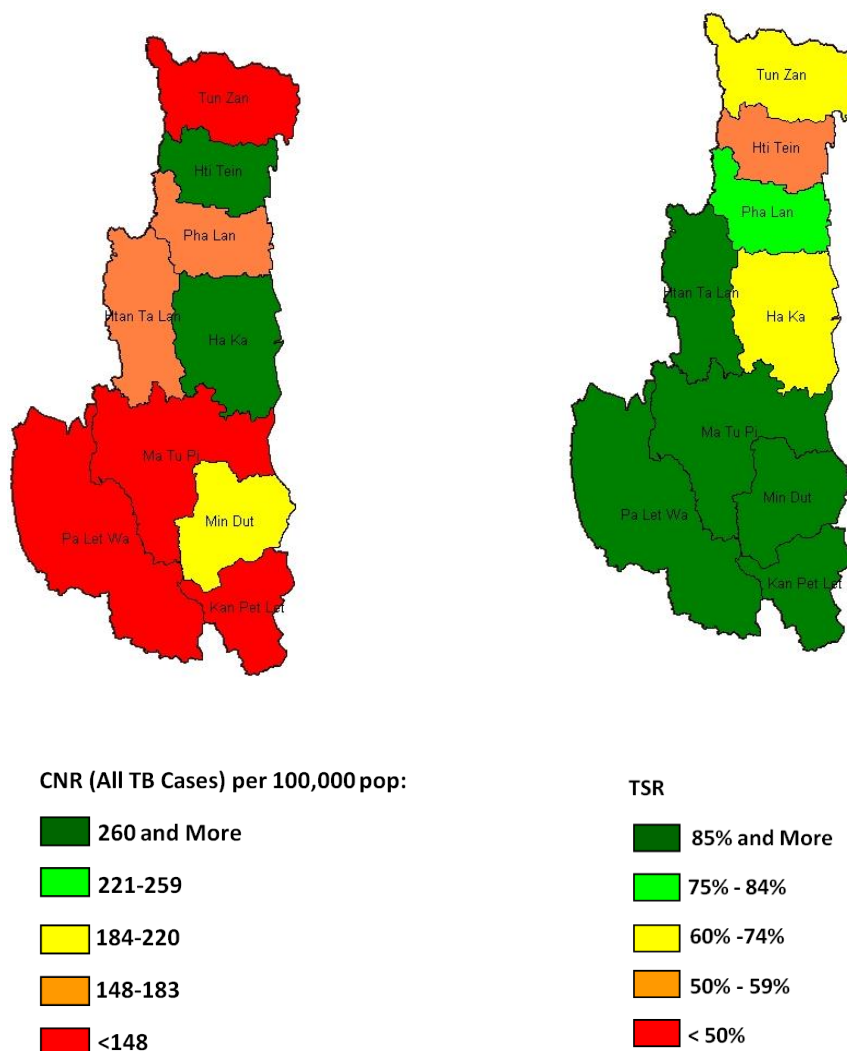 Tun Zan
Hti Tein
Pha Lan
Htan Ta Lan
Ha Ka
Ma Tu Pi
Min Dut
Pa Let Wa
Kan Pet Let
CNR (All TB Cases) per 100,000 pop:
260 and More
221-259
184-220
148-183
<148
Tun Zan
Hti Tein
Pha Lan
Htan Ta Lan
Ha Ka
Ma Tu Pi
Min Dut
Pa Let Wa
Kan Pet Let
TSR
85% and More
75% - 84%
60% -74%
50% - 59%
< 50%